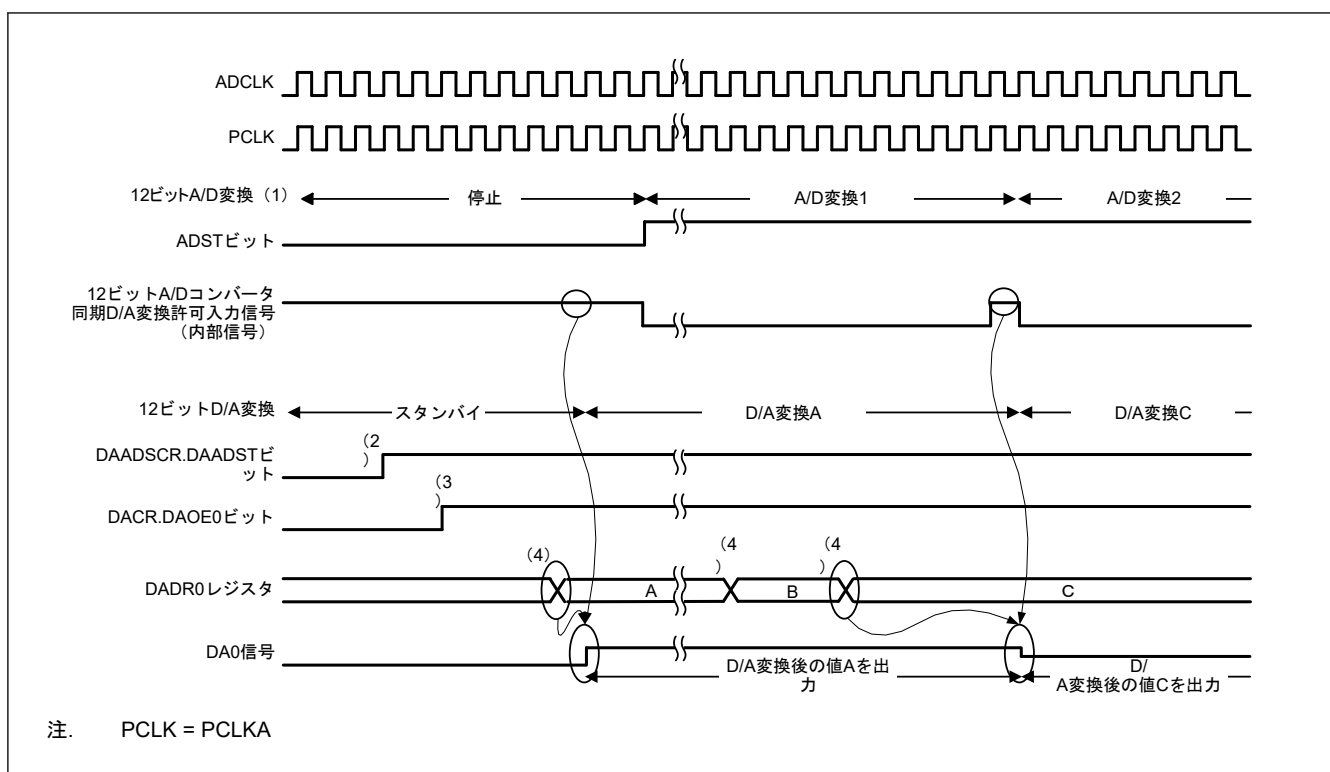 ADCLK
PCLK
12ビットA/D変換（1）
停止
A/D変換1
A/D変換2
ADSTビット
12ビットA/Dコンバータ
同期D/A変換許可入力信号
（内部信号）
12ビットD/A変換
スタンバイ
D/A変換A
D/A変換C
DAADSCR.DAADSTビ
ット
（2
）
DACR.DAOE0ビット
（3
）
DADR0レジスタ
（4）
（4
）
（4
）
A
B
C
DA0信号
D/A変換後の値Aを出
力
D/
A変換後の値Cを出力
注. PCLK = PCLKA